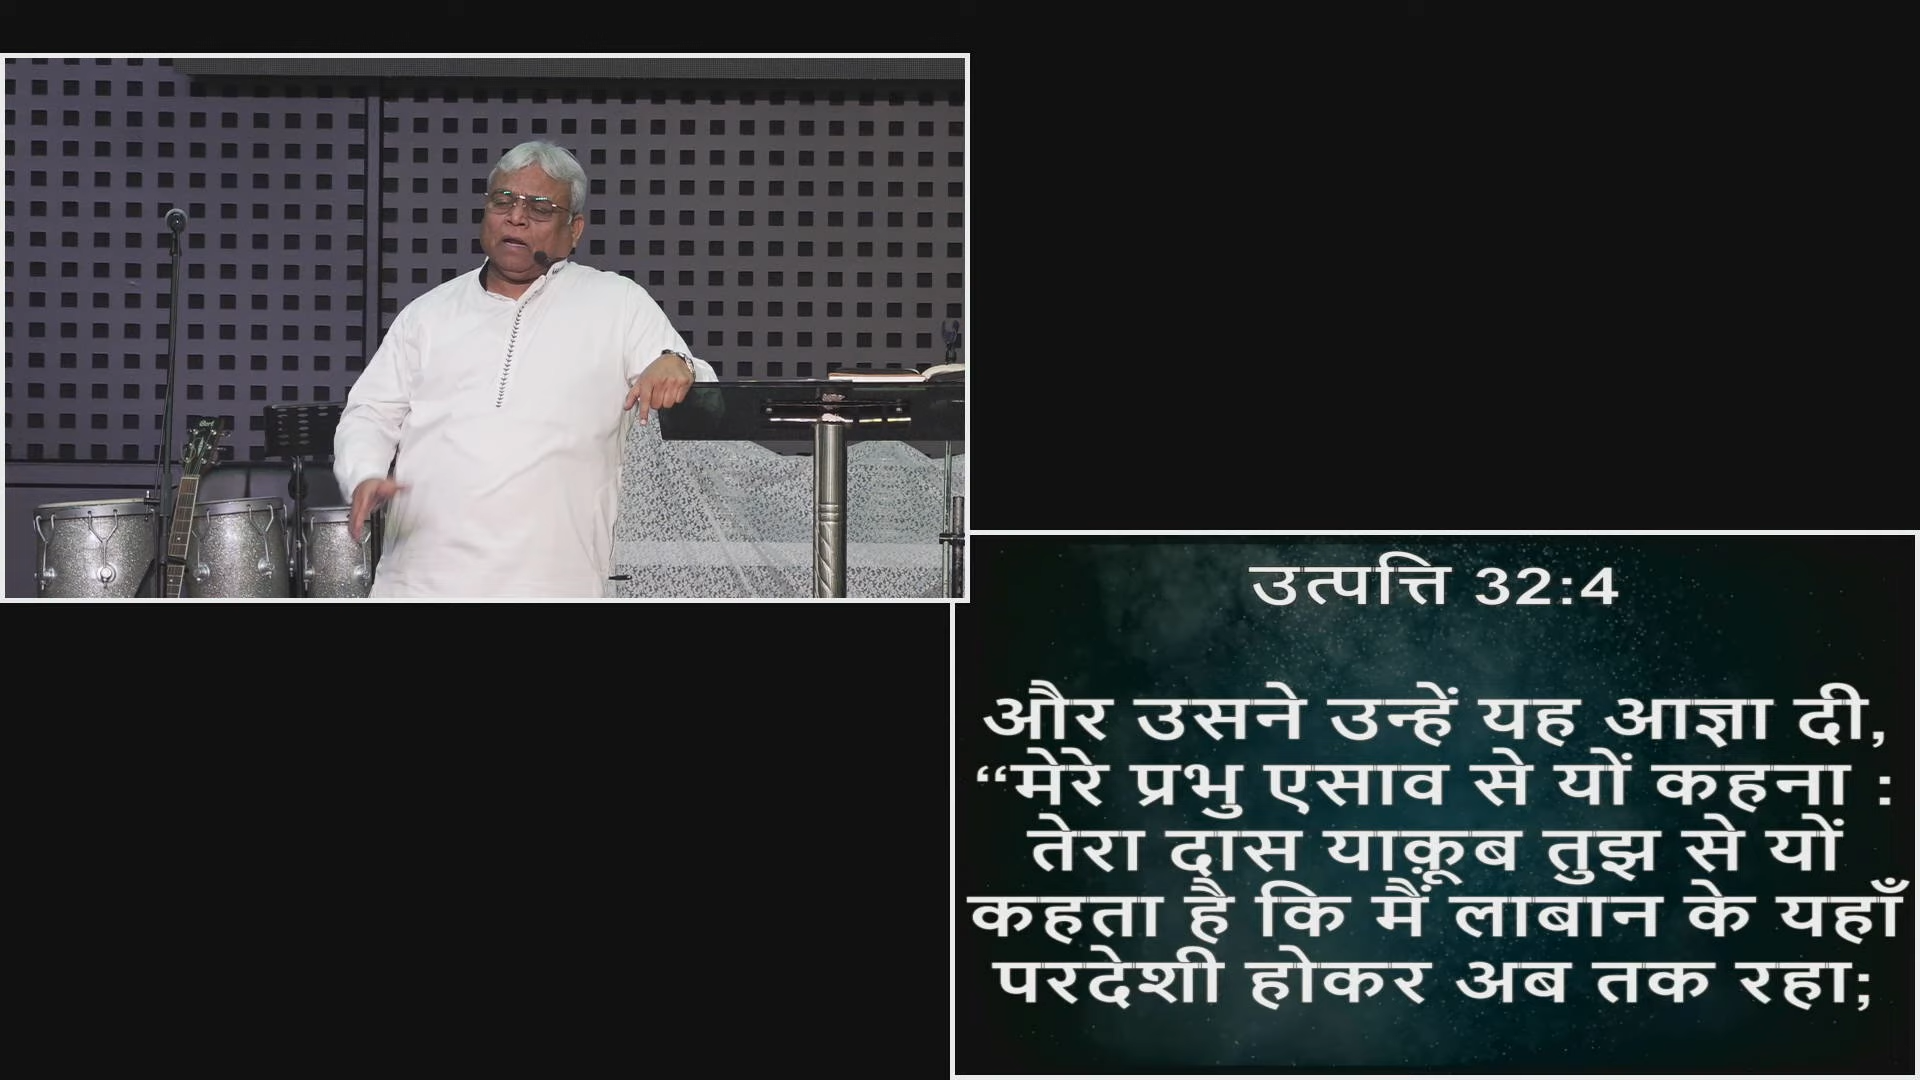 उत्पत्ति 32:4
और उसने उन्हें यह आज्ञा दी,
“मेरे प्रभु एसाव से यों कहना :
तेरा दास याक़ूब तुझ से यों
कहता है कि मैं लाबान के यहाँ
परदेशी होकर अब तक रहा;